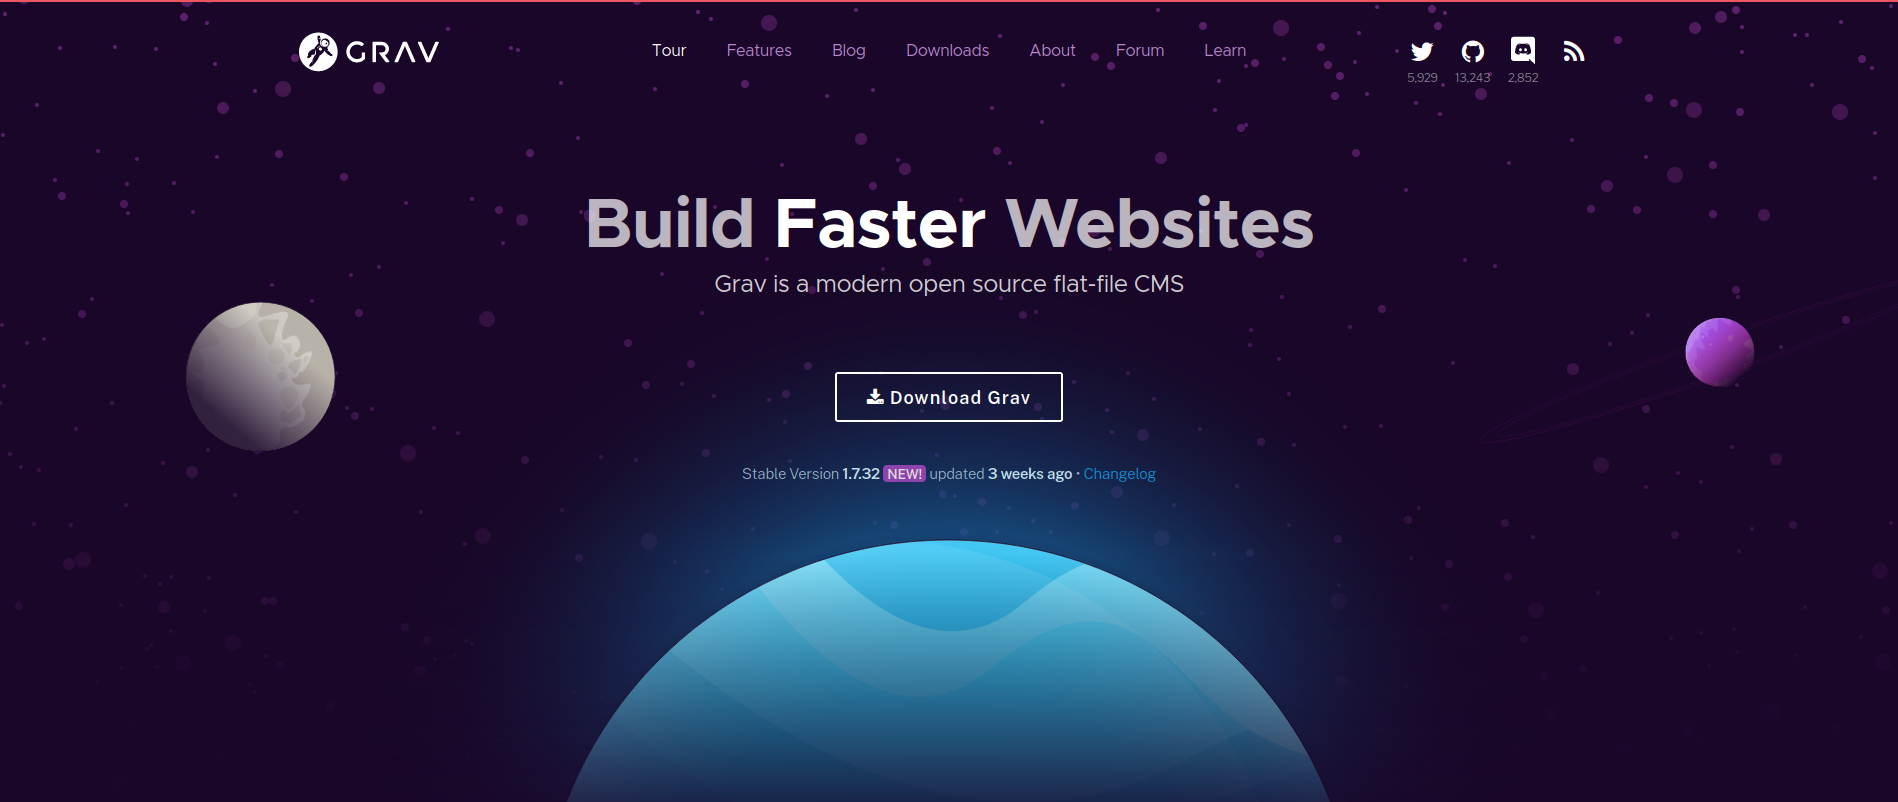 GRAV
Tour Features Blog Downloads About Forum Learn
5,929 13,243 2,852
Build Faster Websites
Grav is a modern open source flat-file CMS
Download Grav
Stable Version 1.7.32 NEW! updated 3 weeks ago · Changelog